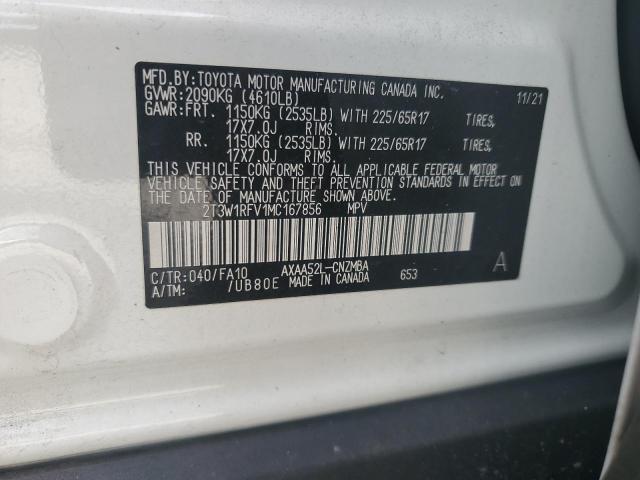 MFD.BY:TOYOTA MOTOR MANUFACTURING CANADA INC.
GVWR:2090KG (4610LB) 11/21
GAWR:FRT. 1150KG (2535LB) WITH 225/65R17 TIRES,
17X7.0J RIMS.
RR. 1150KG (2535LB) WITH 225/65R17 TIRES,
17X7.0J RIMS.
THIS VEHICLE CONFORMS TO ALL APPLICABLE FEDERAL MOTOR
VEHICLE SAFETY AND THEFT PREVENTION STANDARDS IN EFFECT ON
THE DATE OF MANUFACTURE SHOWN ABOVE.
2T3W1RFV1MC167856 MPV
C/TR:040/FA10 AXAA52L-CNZMBA 653 A
A/TM: /UB80E MADE IN CANADA